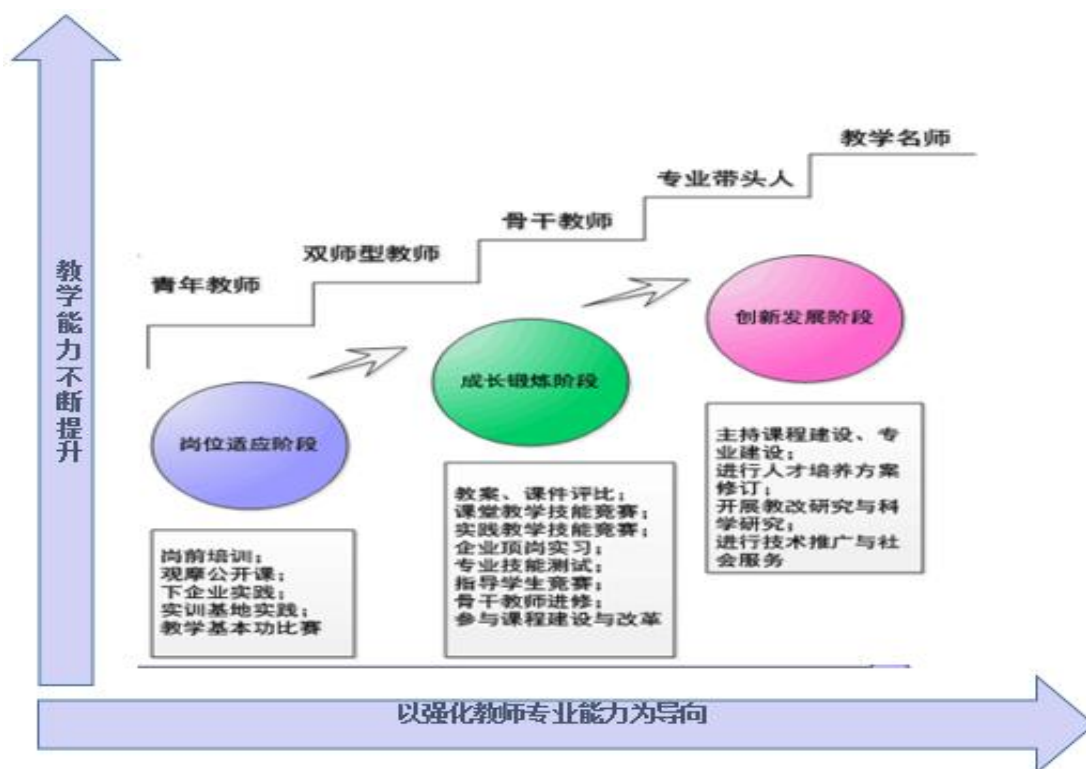 教学名师
专业带头人
骨干教师
双师型教师
青年教师
教学能力不断提升
创新发展阶段
成长锻炼阶段
岗位适应阶段
主持课程建设、专
业建设；
进行人才培养方案
修订；
开展教改研究与科
学研究；
进行技术推广与社
会服务
教案、课件评比；
课堂教学技能竞赛；
实践教学技能竞赛；
企业顶岗实习；
专业技能测试；
指导学生竞赛；
骨干教师进修；
参与课程建设与改革
岗前培训；
观摩公开课；
下企业实践；
实训基地实践；
教学基本功比赛
以强化教师专业能力为导向